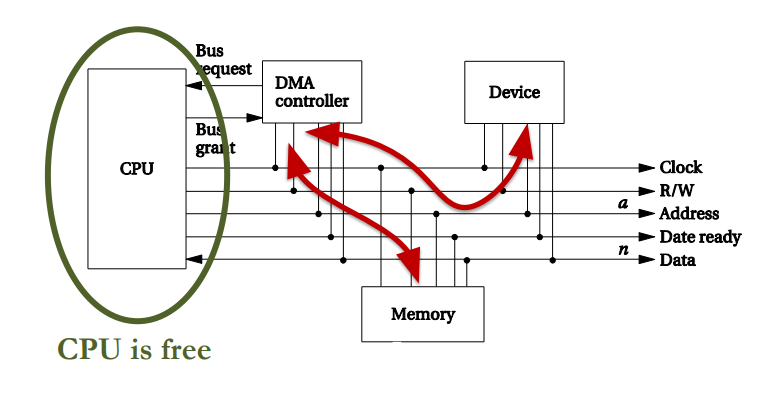 Bus
request
DMA
controller
Device
Bus
grant
CPU
Clock
R/W
a
Address
Date ready
n
Data
Memory
CPU is free